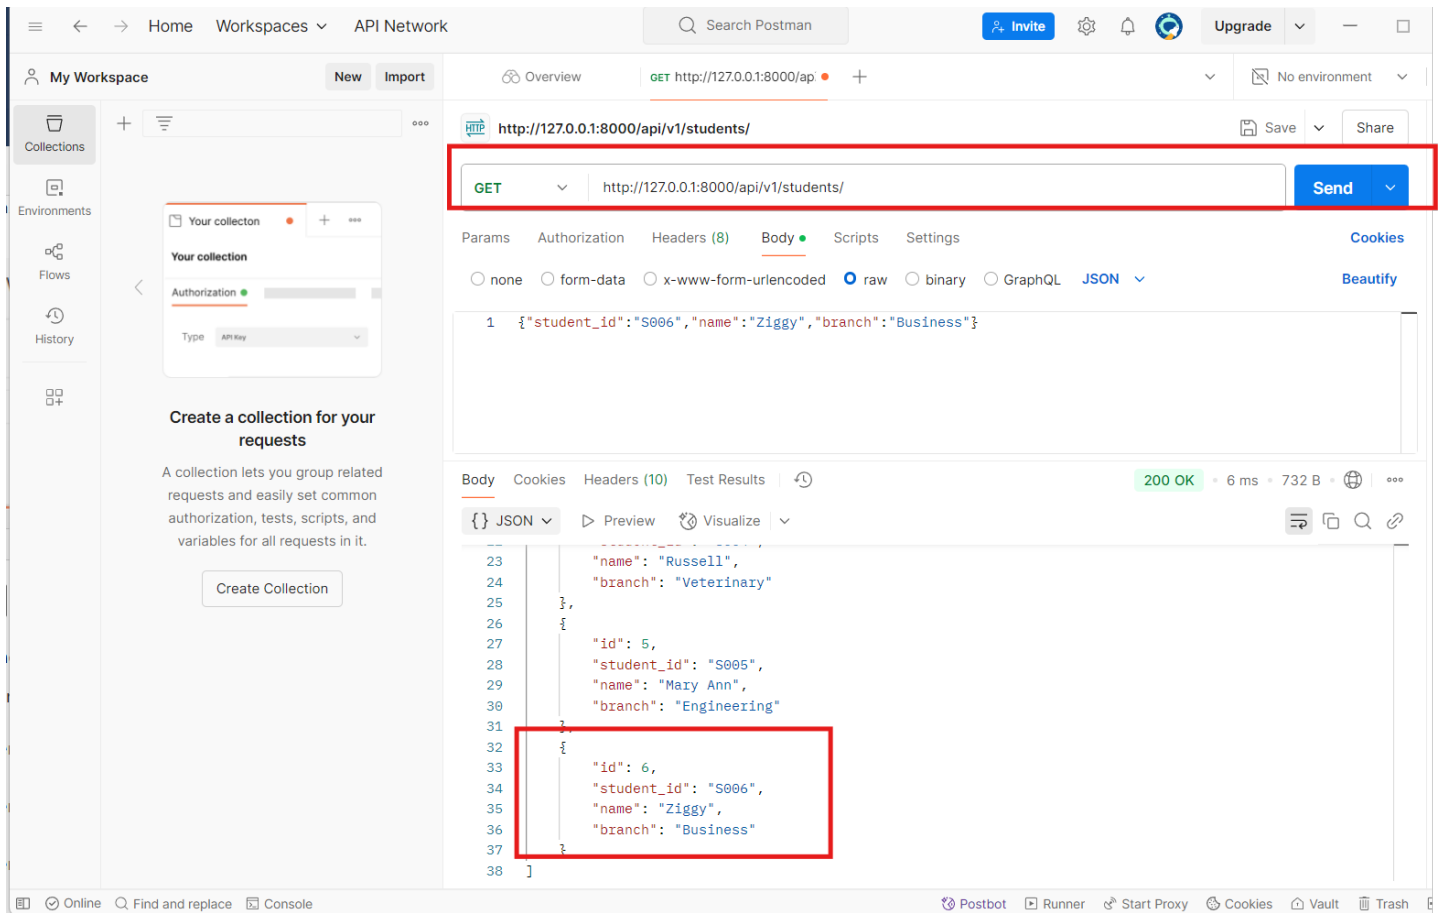 Home Workspaces API Network Search Postman Invite Upgrade
My Workspace New Import Overview GET http://127.0.0.1:8000/ap No environment
Collections
Environments
Flows
History
Your collecton
Your collection
Authorization
Type API Key
Create a collection for your
requests
A collection lets you group related
requests and easily set common
authorization, tests, scripts, and
variables for all requests in it.
Create Collection
HTTP http://127.0.0.1:8000/api/v1/students/ Save Share
GET http://127.0.0.1:8000/api/v1/students/ Send
Params Authorization Headers (8) Body Scripts Settings Cookies
none form-data x-www-form-urlencoded raw binary GraphQL JSON Beautify
1 {"student_id":"S006","name":"Ziggy","branch":"Business"}
Body Cookies Headers (10) Test Results 200 OK 6 ms 732 B
{} JSON Preview Visualize
23 "name": "Russell",
24 "branch": "Veterinary"
25 },
26 {
27 "id": 5,
28 "student_id": "S005",
29 "name": "Mary Ann",
30 "branch": "Engineering"
31 },
32 {
33 "id": 6,
34 "student_id": "S006",
35 "name": "Ziggy",
36 "branch": "Business"
37 }
38 ]
Online Find and replace Console Postbot Runner Start Proxy Cookies Vault Trash